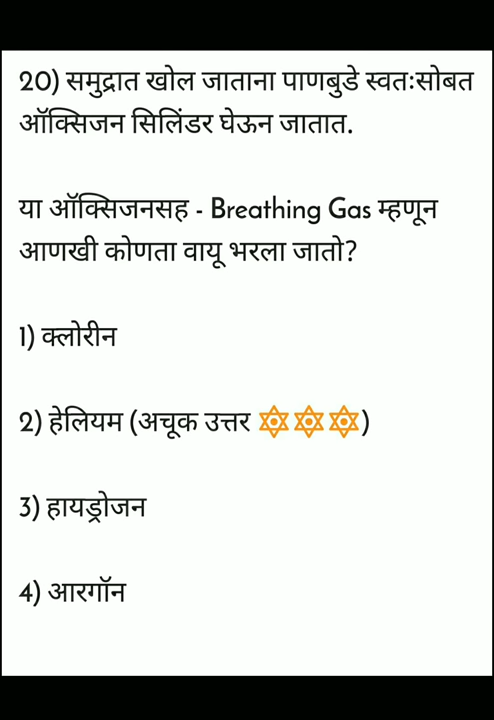 20) समुद्रात खोल जाताना पाणबुडे स्वतःसोबत
ऑक्सिजन सिलिंडर घेऊन जातात.
या ऑक्सिजनसह - Breathing Gas म्हणून
आणखी कोणता वायू भरला जातो?
1) क्लोरीन
2) हेलियम (अचूक उत्तर 🔯🔯🔯)
3) हायड्रोजन
4) आरगॉन